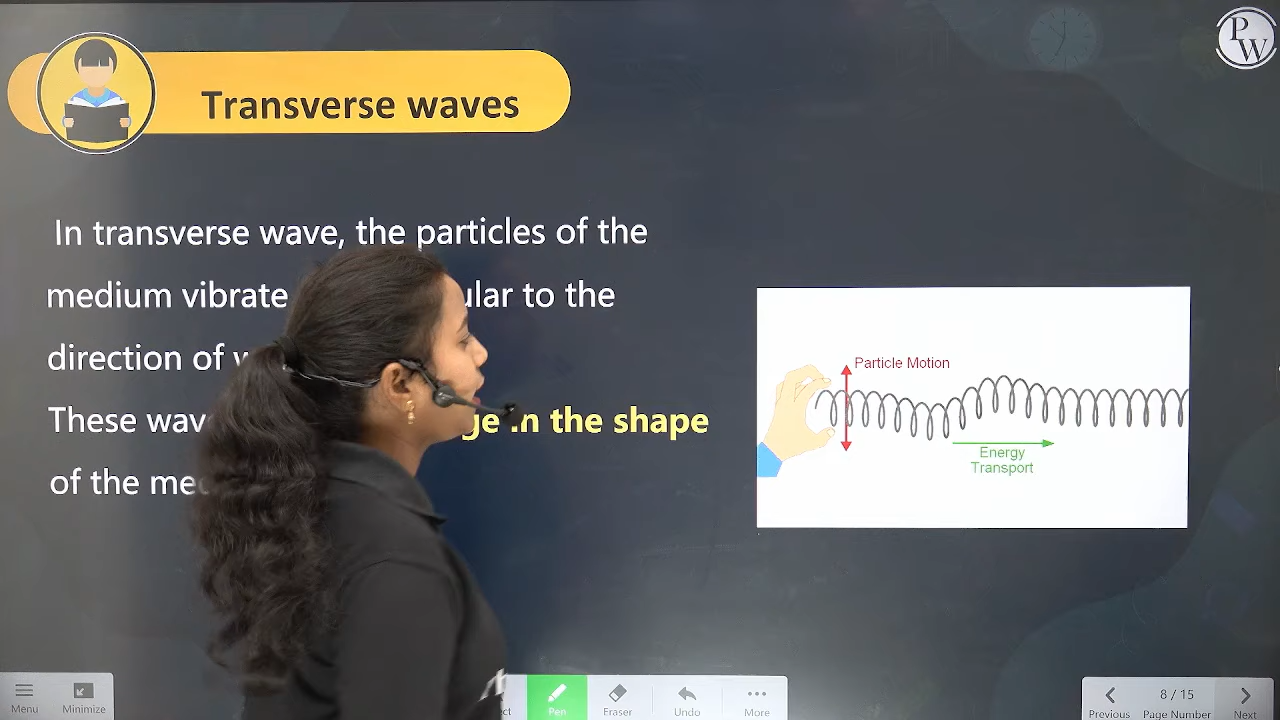 PW
Transverse waves
In transverse wave, the particles of the
medium vibrate ular to the
direction of
These wav ge in the shape
of the me
Particle Motion
Energy
Transport
Menu
Minimize
ct
Pen
Eraser
Undo
More
Previous
8 / 15
Page Number
Next